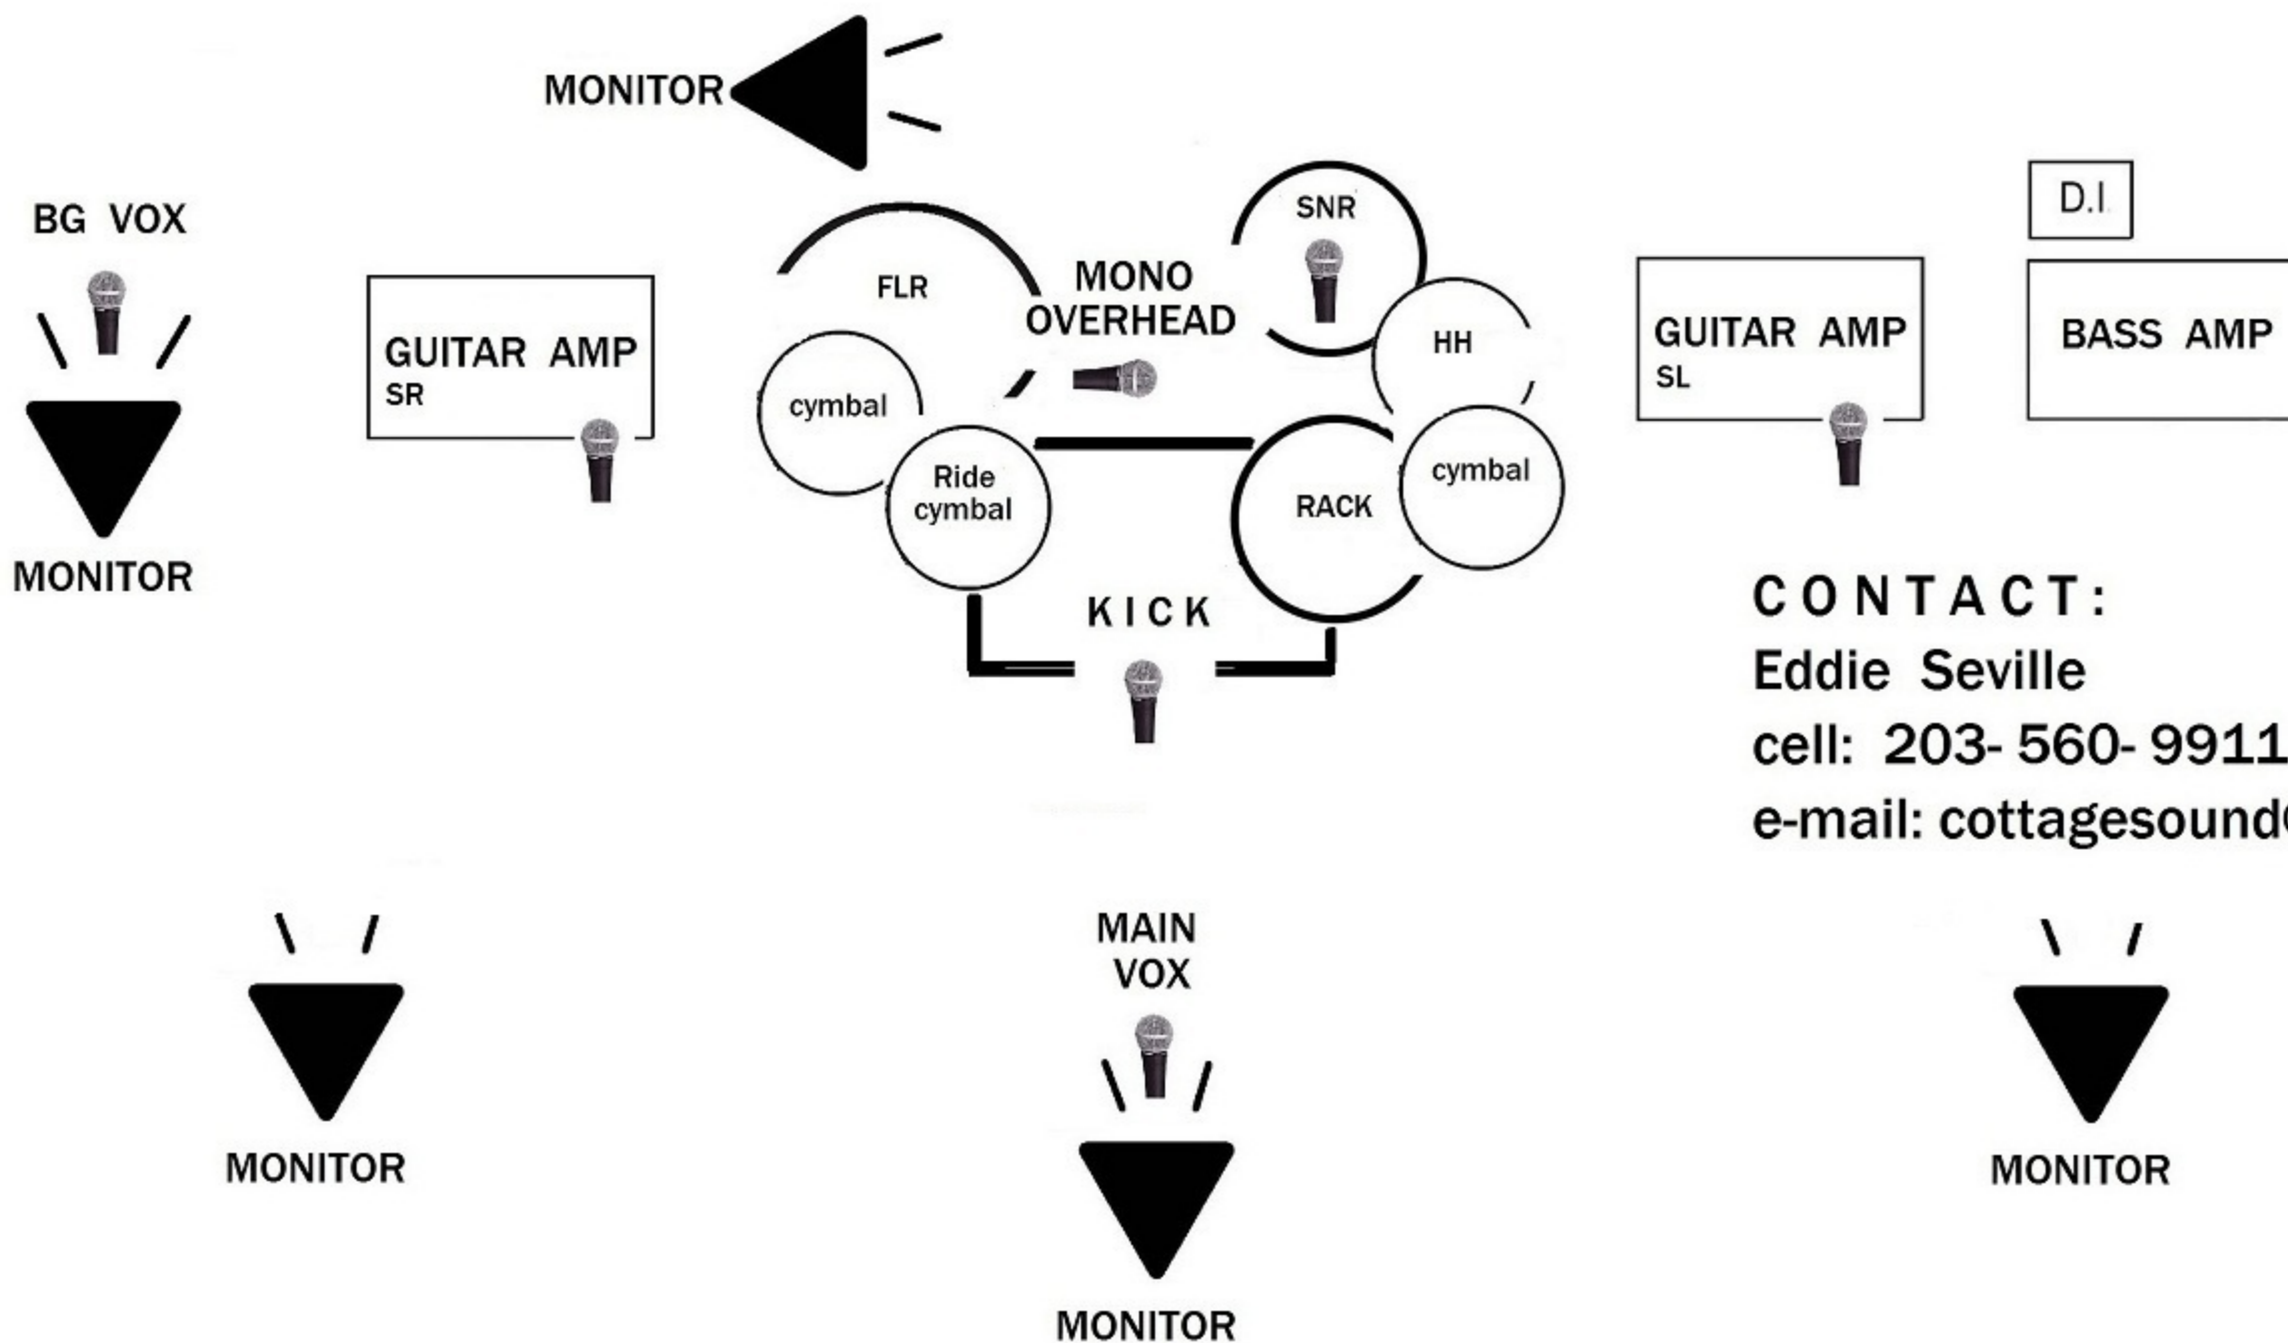 MONITOR
BG VOX
SNR
D.I.
FLR
MONO
OVERHEAD
HH
GUITAR AMP
SR
GUITAR AMP
SL
BASS AMP
cymbal
Ride
cymbal
cymbal
RACK
MONITOR
KICK
CONTACT:
Eddie Seville
cell: 203- 560- 9911
e-mail: cottagesound
MAIN
VOX
MONITOR
MONITOR
MONITOR